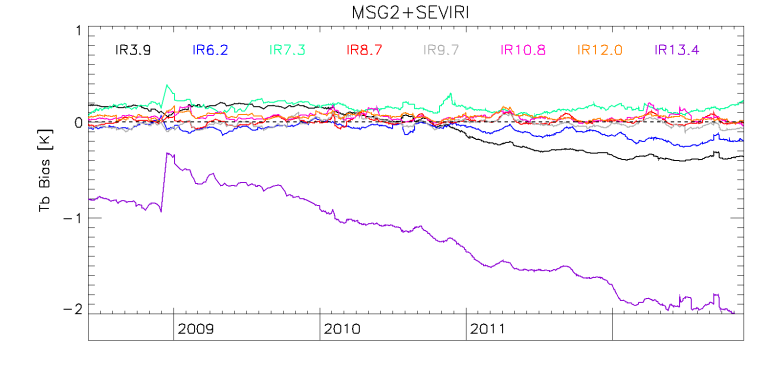 MSG2+SEVIRI
1
IR3.9 IR6.2 IR7.3 IR8.7 IR9.7 IR10.8 IR12.0 IR13.4
0
Tb Bias [K]
-1
-2
2009 2010 2011